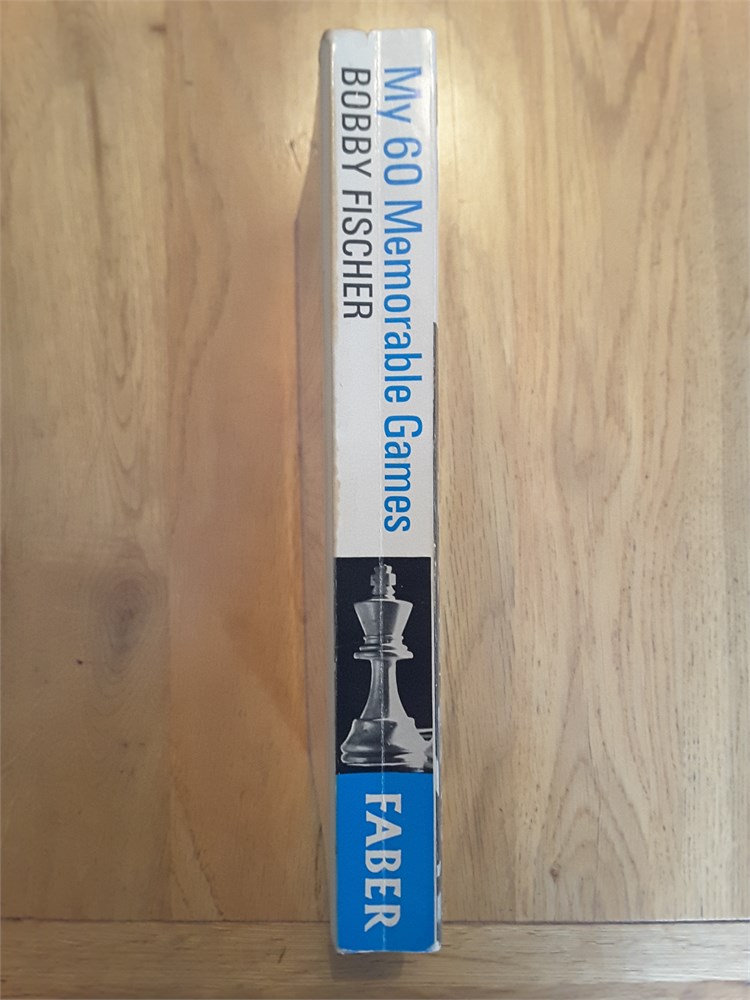 My 60 Memorable Games
BOBBY FISCHER
FABER